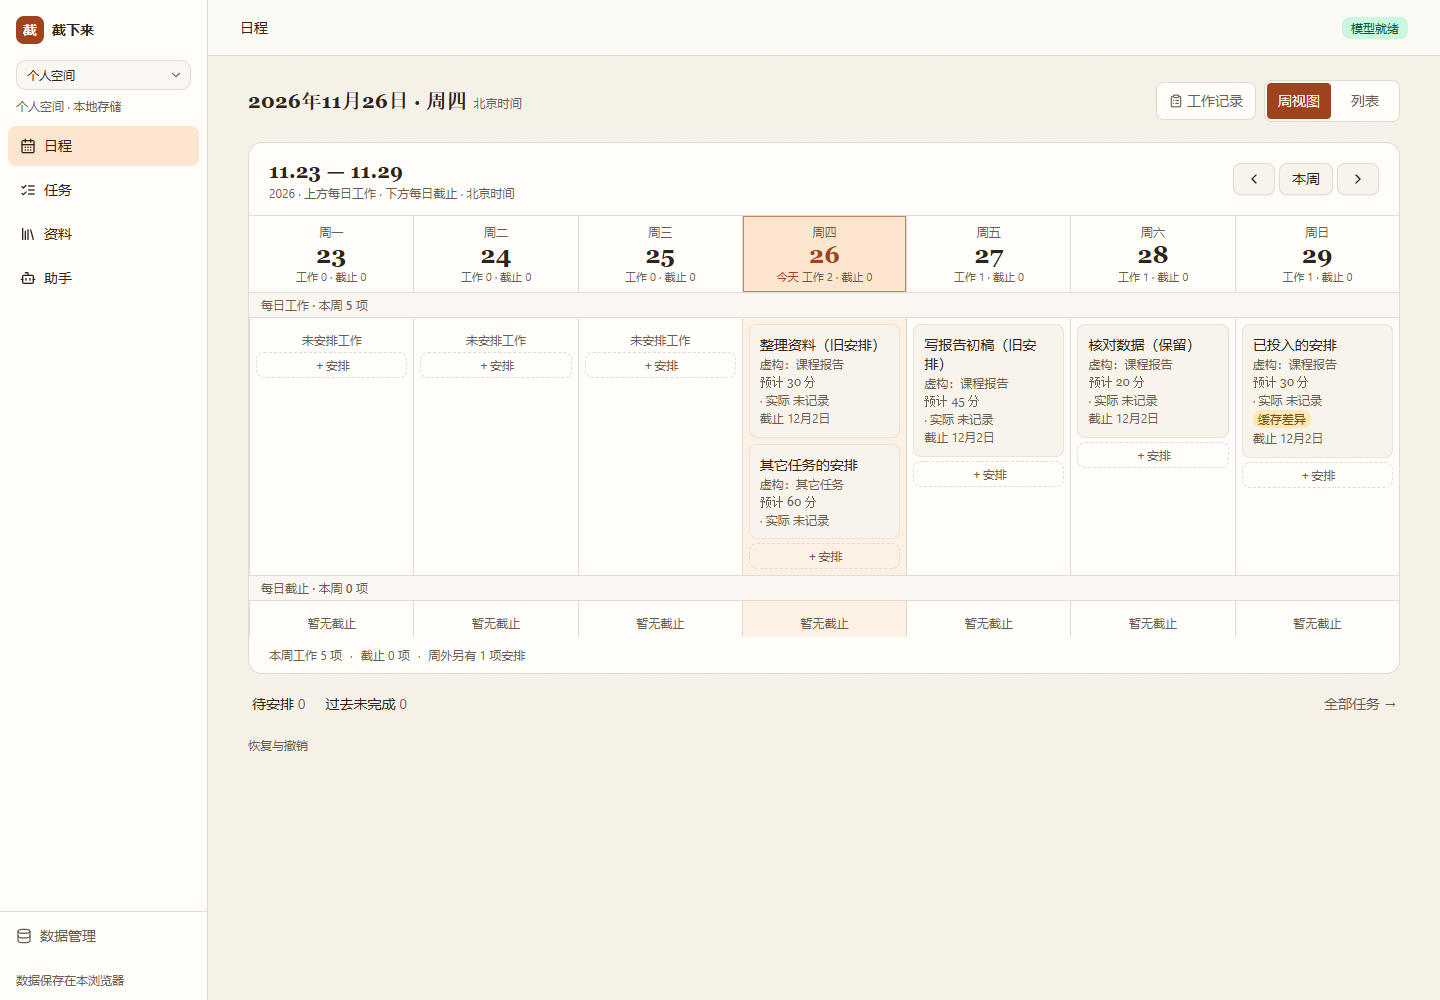 截 截下来
个人空间
个人空间 · 本地存储
日程
任务
资料
助手
数据管理
数据保存在本浏览器
日程
模型就绪
2026年11月26日 · 周四 北京时间
工作记录
周视图
列表
11.23 — 11.29
2026 · 上方每日工作 · 下方每日截止 · 北京时间
本周
周一
23
工作 0 · 截止 0
周二
24
工作 0 · 截止 0
周三
25
工作 0 · 截止 0
周四
26
今天 工作 2 · 截止 0
周五
27
工作 1 · 截止 0
周六
28
工作 1 · 截止 0
周日
29
工作 1 · 截止 0
每日工作 · 本周 5 项
未安排工作
+ 安排
未安排工作
+ 安排
未安排工作
+ 安排
整理资料（旧安排）
虚构：课程报告
预计 30 分
· 实际 未记录
截止 12月2日
其它任务的安排
虚构：其它任务
预计 60 分
· 实际 未记录
+ 安排
写报告初稿（旧安
排）
虚构：课程报告
预计 45 分
· 实际 未记录
截止 12月2日
+ 安排
核对数据（保留）
虚构：课程报告
预计 20 分
· 实际 未记录
截止 12月2日
+ 安排
已投入的安排
虚构：课程报告
预计 30 分
· 实际 未记录
缓存差异
截止 12月2日
+ 安排
每日截止 · 本周 0 项
暂无截止
暂无截止
暂无截止
暂无截止
暂无截止
暂无截止
暂无截止
本周工作 5 项 · 截止 0 项 · 周外另有 1 项安排
待安排 0 过去未完成 0
全部任务 →
恢复与撤销